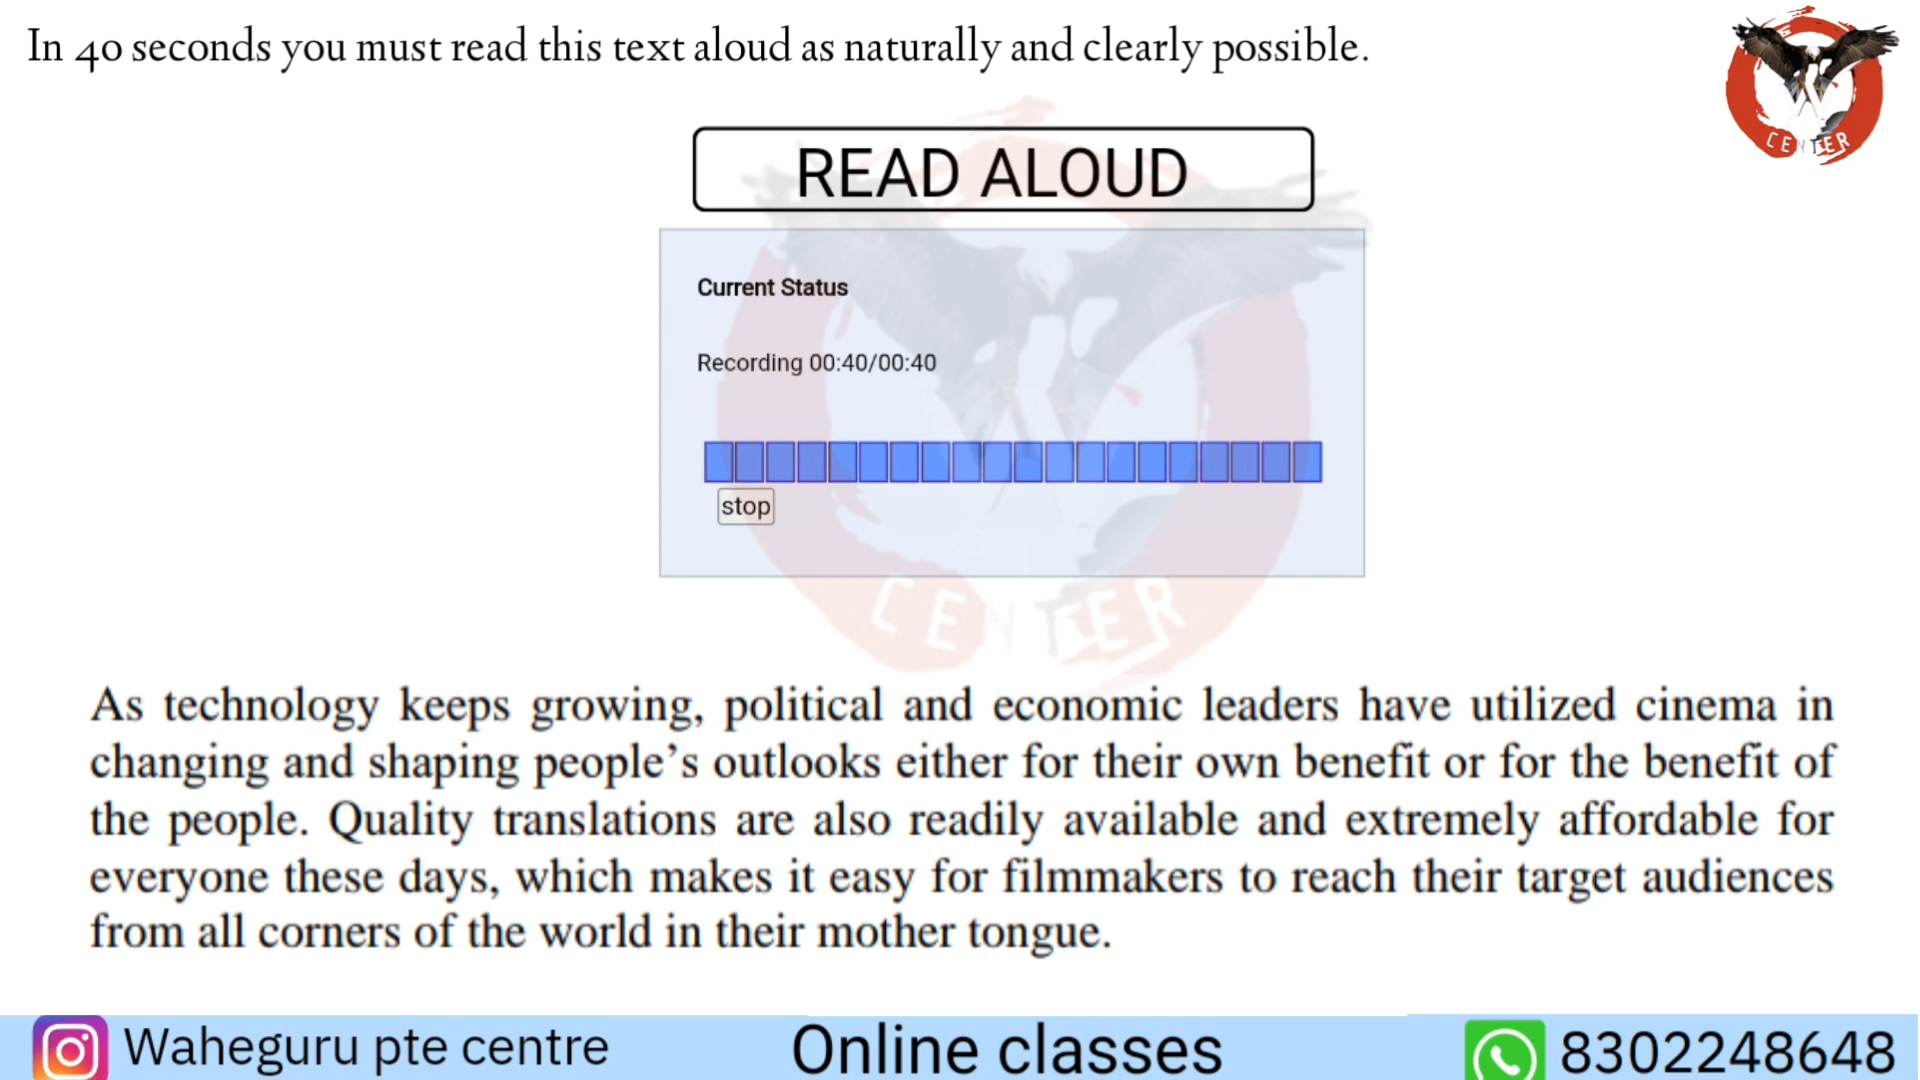 In 40 seconds you must read this text aloud as naturally and clearly possible.
CENTER
READ ALOUD
Current Status
Recording 00:40/00:40
stop
CENTER
As technology keeps growing, political and economic leaders have utilized cinema in
changing and shaping people’s outlooks either for their own benefit or for the benefit of
the people. Quality translations are also readily available and extremely affordable for
everyone these days, which makes it easy for filmmakers to reach their target audiences
from all corners of the world in their mother tongue.
Waheguru pte centre
Online classes
8302248648